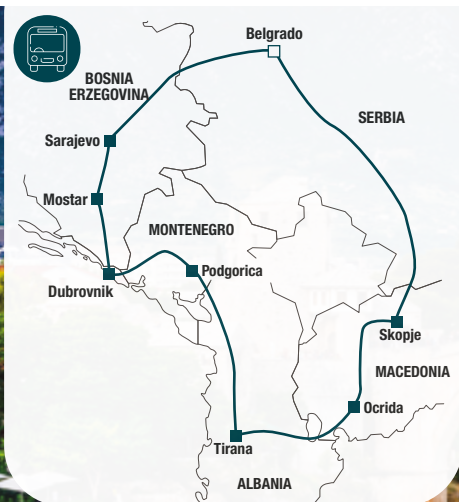 Belgrado
BOSNIA
ERZEGOVINA
SERBIA
Sarajevo
Mostar
MONTENEGRO
Podgorica
Dubrovnik
Skopje
MACEDONIA
Ocrida
Tirana
ALBANIA